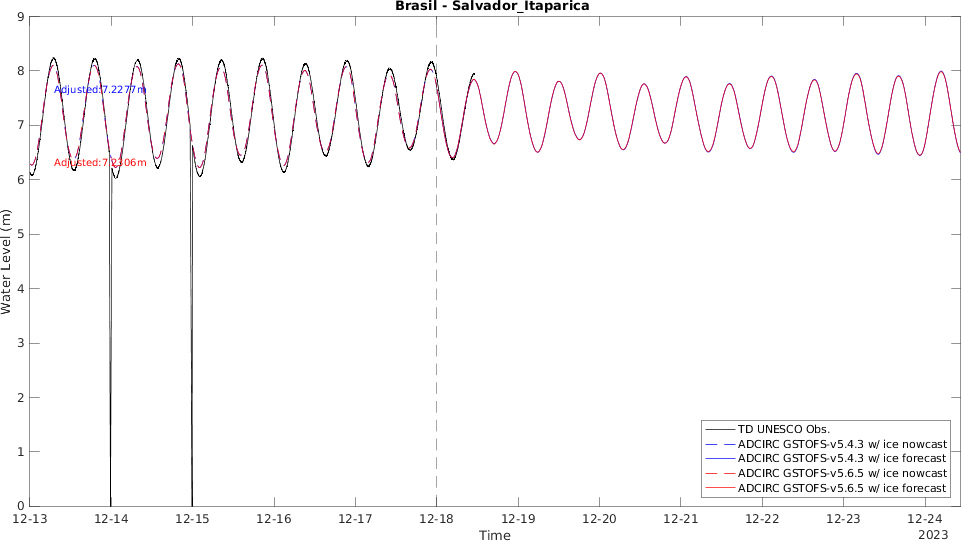 Brasil - Salvador_Itaparica
9
8
7
6
5
4
3
2
1
0
Water Level (m)
Adjusted:7.2277m
Adjusted:7.2306m
TD UNESCO Obs.
ADCIRC GSTOFS-v5.4.3 w/ ice nowcast
ADCIRC GSTOFS-v5.4.3 w/ ice forecast
ADCIRC GSTOFS-v5.6.5 w/ ice nowcast
ADCIRC GSTOFS-v5.6.5 w/ ice forecast
12-13 12-14 12-15 12-16 12-17 12-18 12-19 12-20 12-21 12-22 12-23 12-24
Time
2023